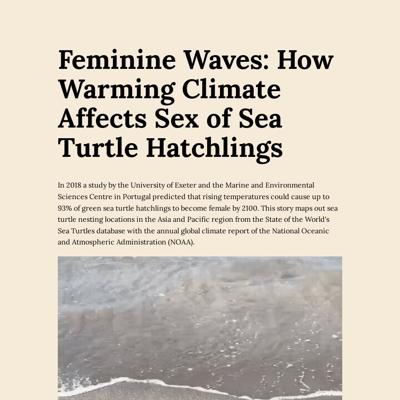 Feminine Waves: How
Warming Climate
Affects Sex of Sea
Turtle Hatchlings
In 2018 a study by the University of Exeter and the Marine and Environmental
Sciences Centre in Portugal predicted that rising temperatures could cause up to
93% of green sea turtle hatchlings to become female by 2100. This story maps out sea
turtle nesting locations in the Asia and Pacific region from the State of the World's
Sea Turtles database with the annual global climate report of the National Oceanic
and Atmospheric Administration (NOAA).